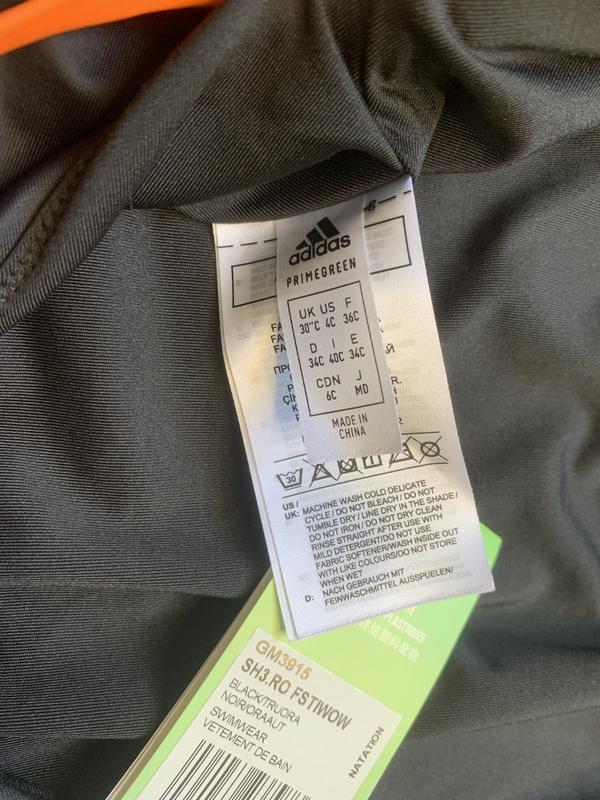 adidas
PRIMEGREEN
UK US F
30"C 4C 36C
D I E
34C 40C 34C
CDN J
6C MD
MADE IN
CHINA
30
US /
UK: MACHINE WASH COLD DELICATE
CYCLE / DO NOT BLEACH / DO NOT
TUMBLE DRY / LINE DRY IN THE SHADE /
DO NOT IRON / DO NOT DRY CLEAN
RINSE STRAIGHT AFTER USE WITH
MILD DETERGENT/DO NOT USE
FABRIC SOFTENER/WASH INSIDE OUT
WITH LIKE COLOURS/DO NOT STORE
WHEN WET
D: NACH GEBRAUCH MIT
FEINWASCHMITTEL AUSSPUELEN/
PLASTIQUES
GM3915
SH3.RO FSTIWOW
BLACK/TRUORA
NOIR/ORAAUT
SWIMWEAR
VETEMENT DE BAIN
NATATION